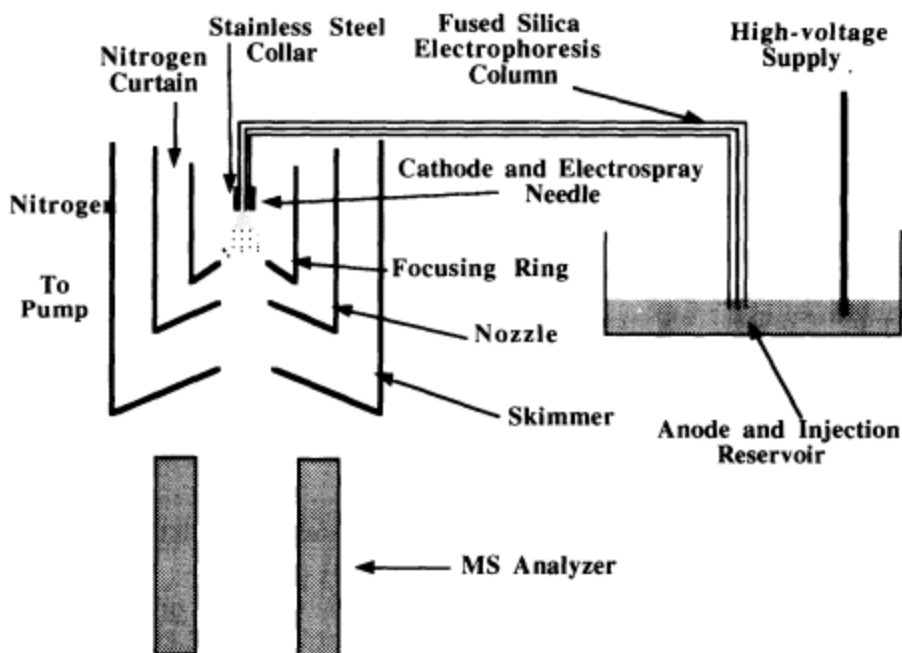 Stainless Steel
Collar
Nitrogen
Curtain
Fused Silica
Electrophoresis
Column
High-voltage
Supply
Nitrogen
Cathode and Electrospray
Needle
To
Pump
Focusing Ring
Nozzle
Skimmer
Anode and Injection
Reservoir
MS Analyzer